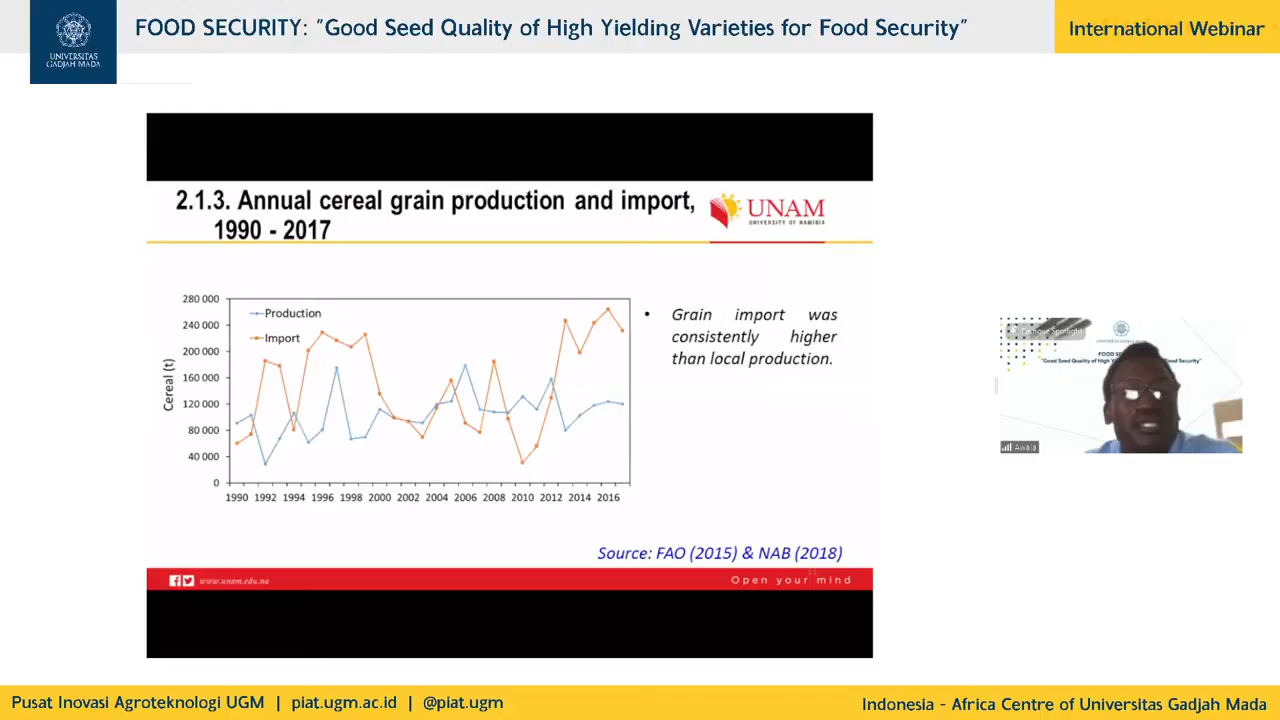 FOOD SECURITY: "Good Seed Quality of High Yielding Varieties for Food Security"
International Webinar
UNIVERSITAS
GADJAH MADA
2.1.3. Annual cereal grain production and import,
1990 - 2017
UNAM
UNIVERSITY OF NAMIBIA
280 000
240 000
200 000
160 000
120 000
80 000
40 000
0
Cereal (t)
Production
Import
1990 1992 1994 1996 1998 2000 2002 2004 2006 2008 2010 2012 2014 2016
• Grain import was
consistently higher
than local production.
Source: FAO (2015) & NAB (2018)
www.unam.edu.na
Open your mind
Remove Spotlight
Awala
Pusat Inovasi Agroteknologi UGM | piat.ugm.ac.id | @piat.ugm
Indonesia - Africa Centre of Universitas Gadjah Mada